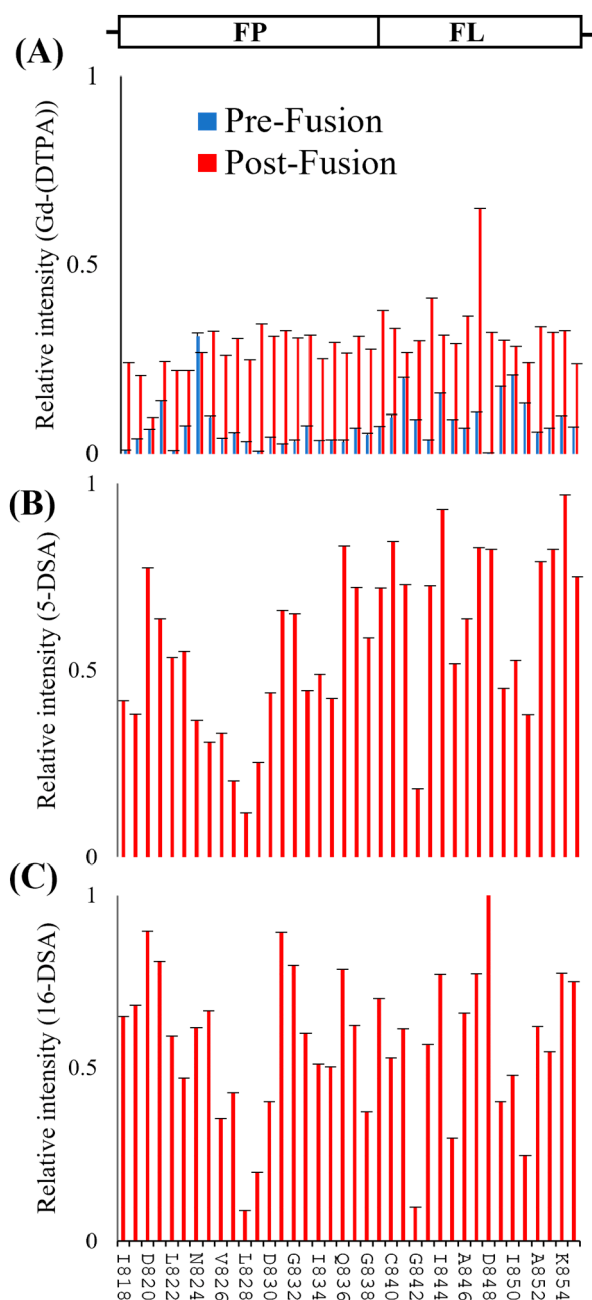 FP FL
(A)
1
Pre-Fusion
Post-Fusion
0.5
0
Relative intensity (Gd-(DTPA))
(B)
1
0.5
0
Relative intensity (5-DSA)
(C)
1
0.5
0
Relative intensity (16-DSA)
I818 D820 L822 N824 V826 L828 D830 G832 I834 Q836 G838 C840 G842 I844 A846 D848 I850 A852 K854